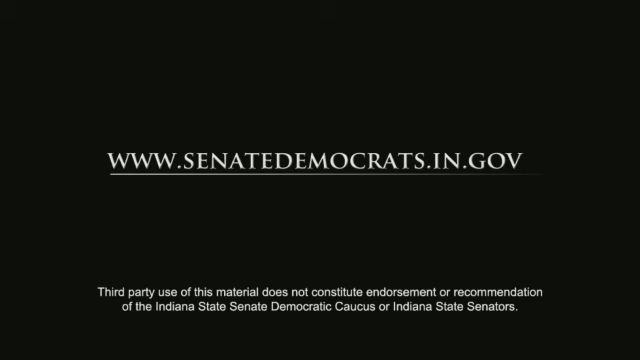 WWW.SENATEDEMOCRATS.IN.GOV
Third party use of this material does not constitute endorsement or recommendation
of the Indiana State Senate Democratic Caucus or Indiana State Senators.